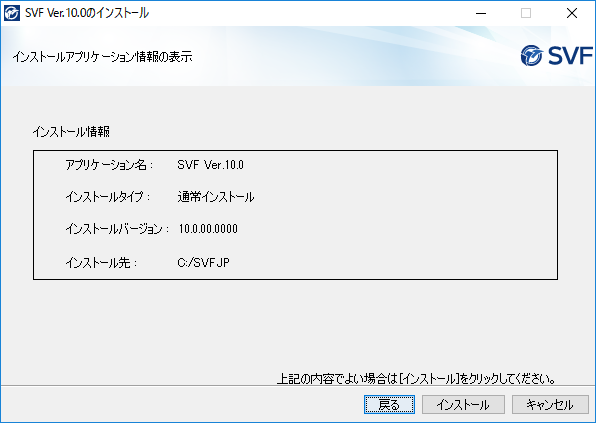 SVF Ver.10.0のインストール
インストールアプリケーション情報の表示
SVF
インストール情報
アプリケーション名： SVF Ver.10.0
インストールタイプ： 通常インストール
インストールバージョン： 10.0.00.0000
インストール先： C:/SVFJP
上記の内容でよい場合は[インストール]をクリックしてください。
戻る インストール キャンセル